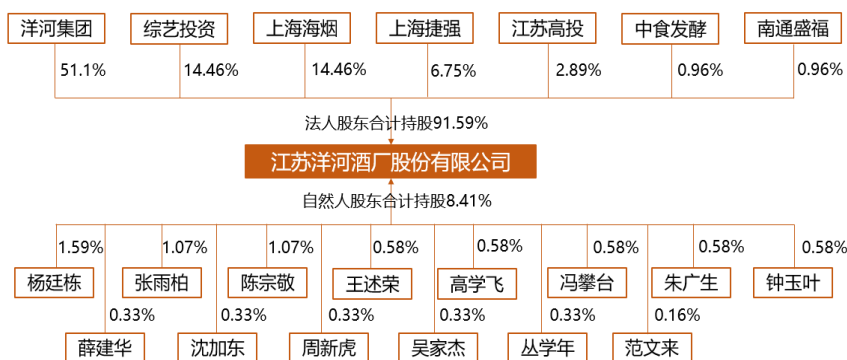 洋河集团 综艺投资 上海海烟 上海捷强 江苏高投 中食发酵 南通盛福
51.1% 14.46% 14.46% 6.75% 2.89% 0.96% 0.96%
法人股东合计持股91.59%
江苏洋河酒厂股份有限公司
自然人股东合计持股8.41%
1.59% 1.07% 1.07% 0.58% 0.58% 0.58% 0.58% 0.58%
杨廷栋 张雨柏 陈宗敬 王述荣 高学飞 冯攀台 朱广生 钟玉叶
0.33% 0.33% 0.33% 0.33% 0.33% 0.16%
薛建华 沈加东 周新虎 吴家杰 丛学年 范文来